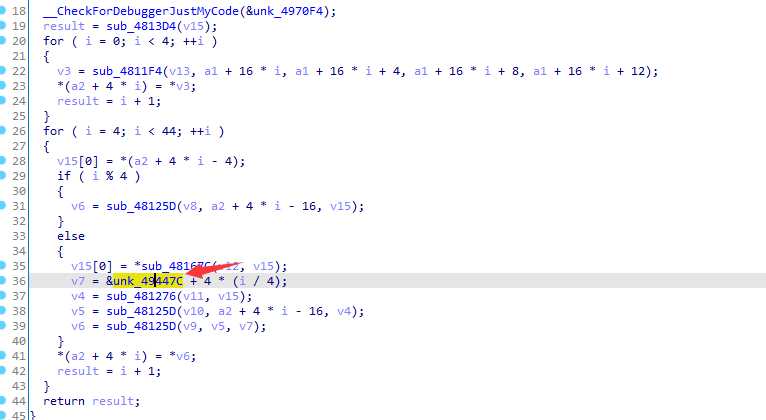 18 __CheckForDebuggerJustMyCode(&unk_4970F4);
19 result = sub_4813D4(v15);
20 for ( i = 0; i < 4; ++i )
21 {
22 v3 = sub_4811F4(v13, a1 + 16 * i, a1 + 16 * i + 4, a1 + 16 * i + 8, a1 + 16 * i + 12);
23 *(a2 + 4 * i) = *v3;
24 result = i + 1;
25 }
26 for ( i = 4; i < 44; ++i )
27 {
28 v15[0] = *(a2 + 4 * i - 4);
29 if ( i % 4 )
30 {
31 v6 = sub_48125D(v8, a2 + 4 * i - 16, v15);
32 }
33 else
34 {
35 v15[0] = *sub_48167C(v12, v15);
36 v7 = &unk_49447C + 4 * (i / 4);
37 v4 = sub_481276(v11, v15);
38 v5 = sub_48125D(v10, a2 + 4 * i - 16, v4);
39 v6 = sub_48125D(v9, v5, v7);
40 }
41 *(a2 + 4 * i) = *v6;
42 result = i + 1;
43 }
44 return result;
45 }